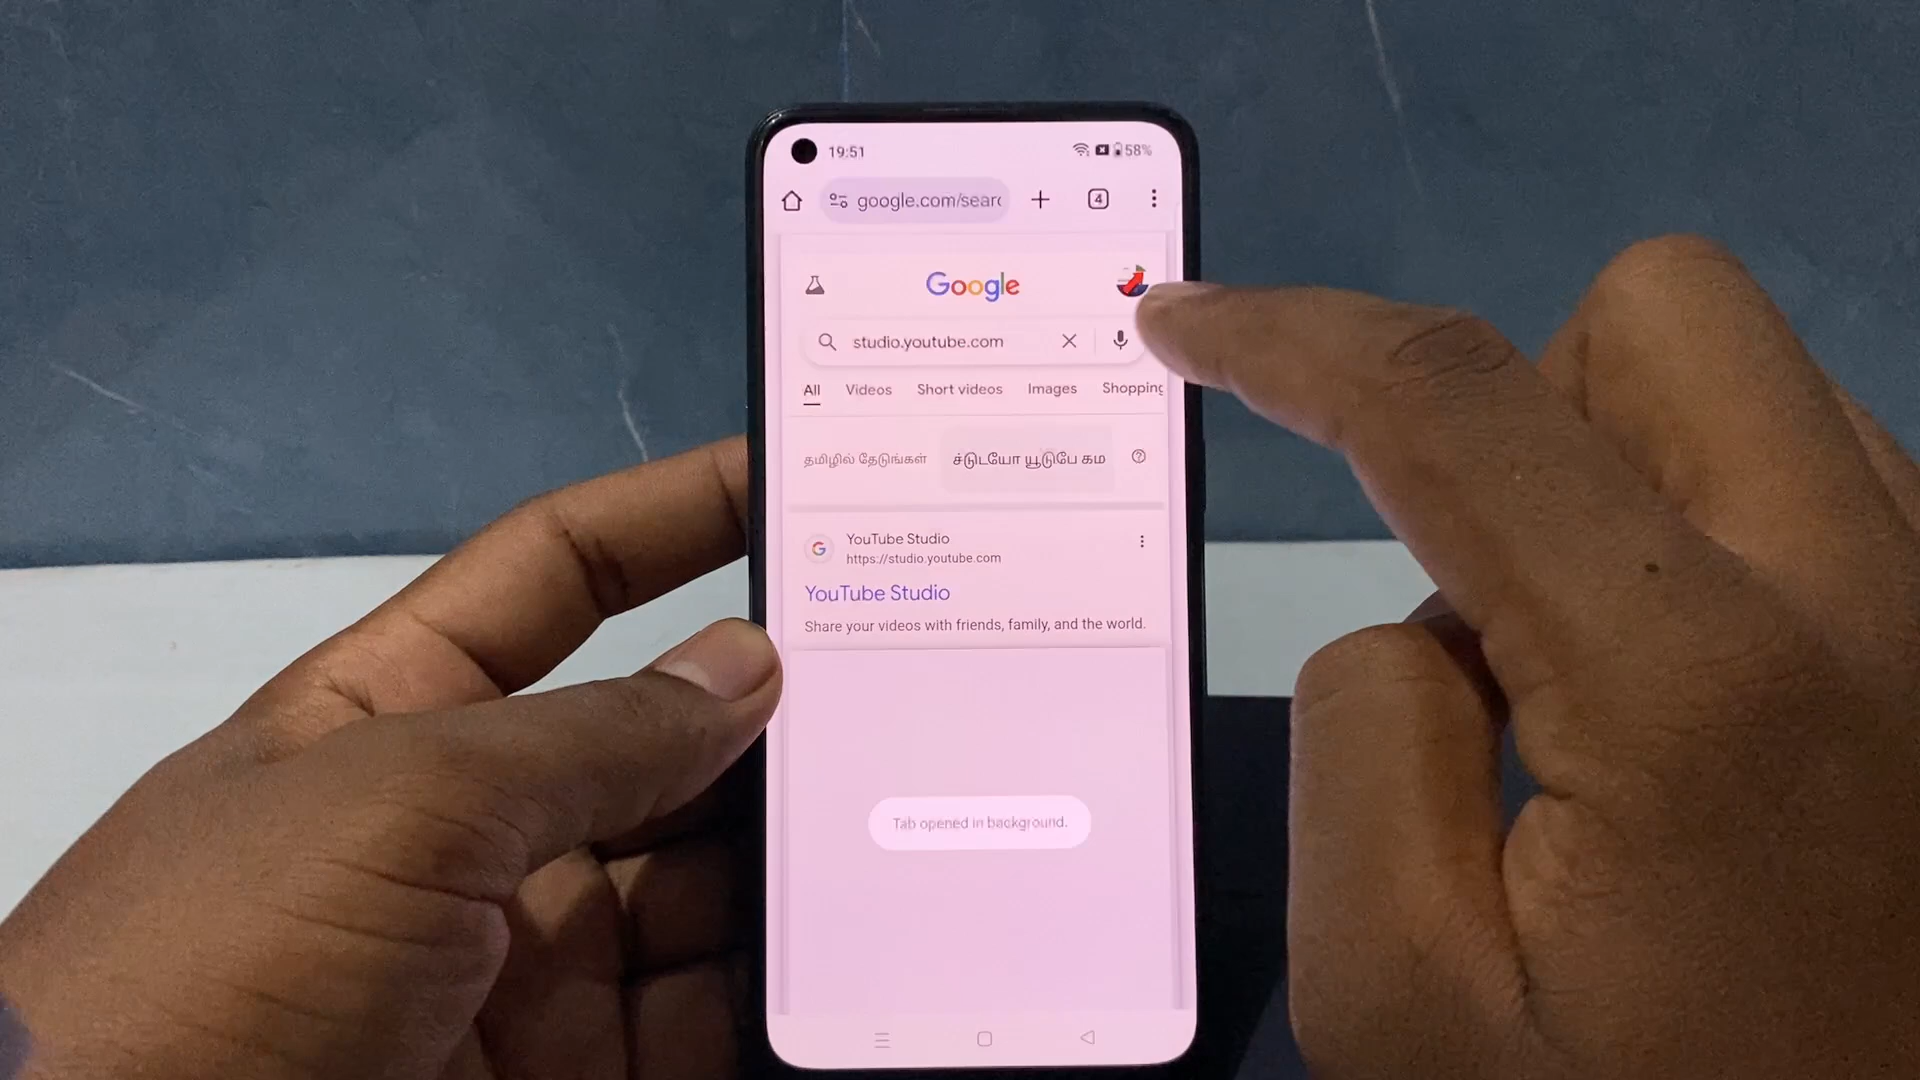 19:51
58%
google.com/searc
4
Google
studio.youtube.com
All Videos Short videos Images Shopping
தமிழில் தேடுங்கள் ச்டுடயோ யூடுபே கம
YouTube Studio
https://studio.youtube.com
YouTube Studio
Share your videos with friends, family, and the world.
Tab opened in background.